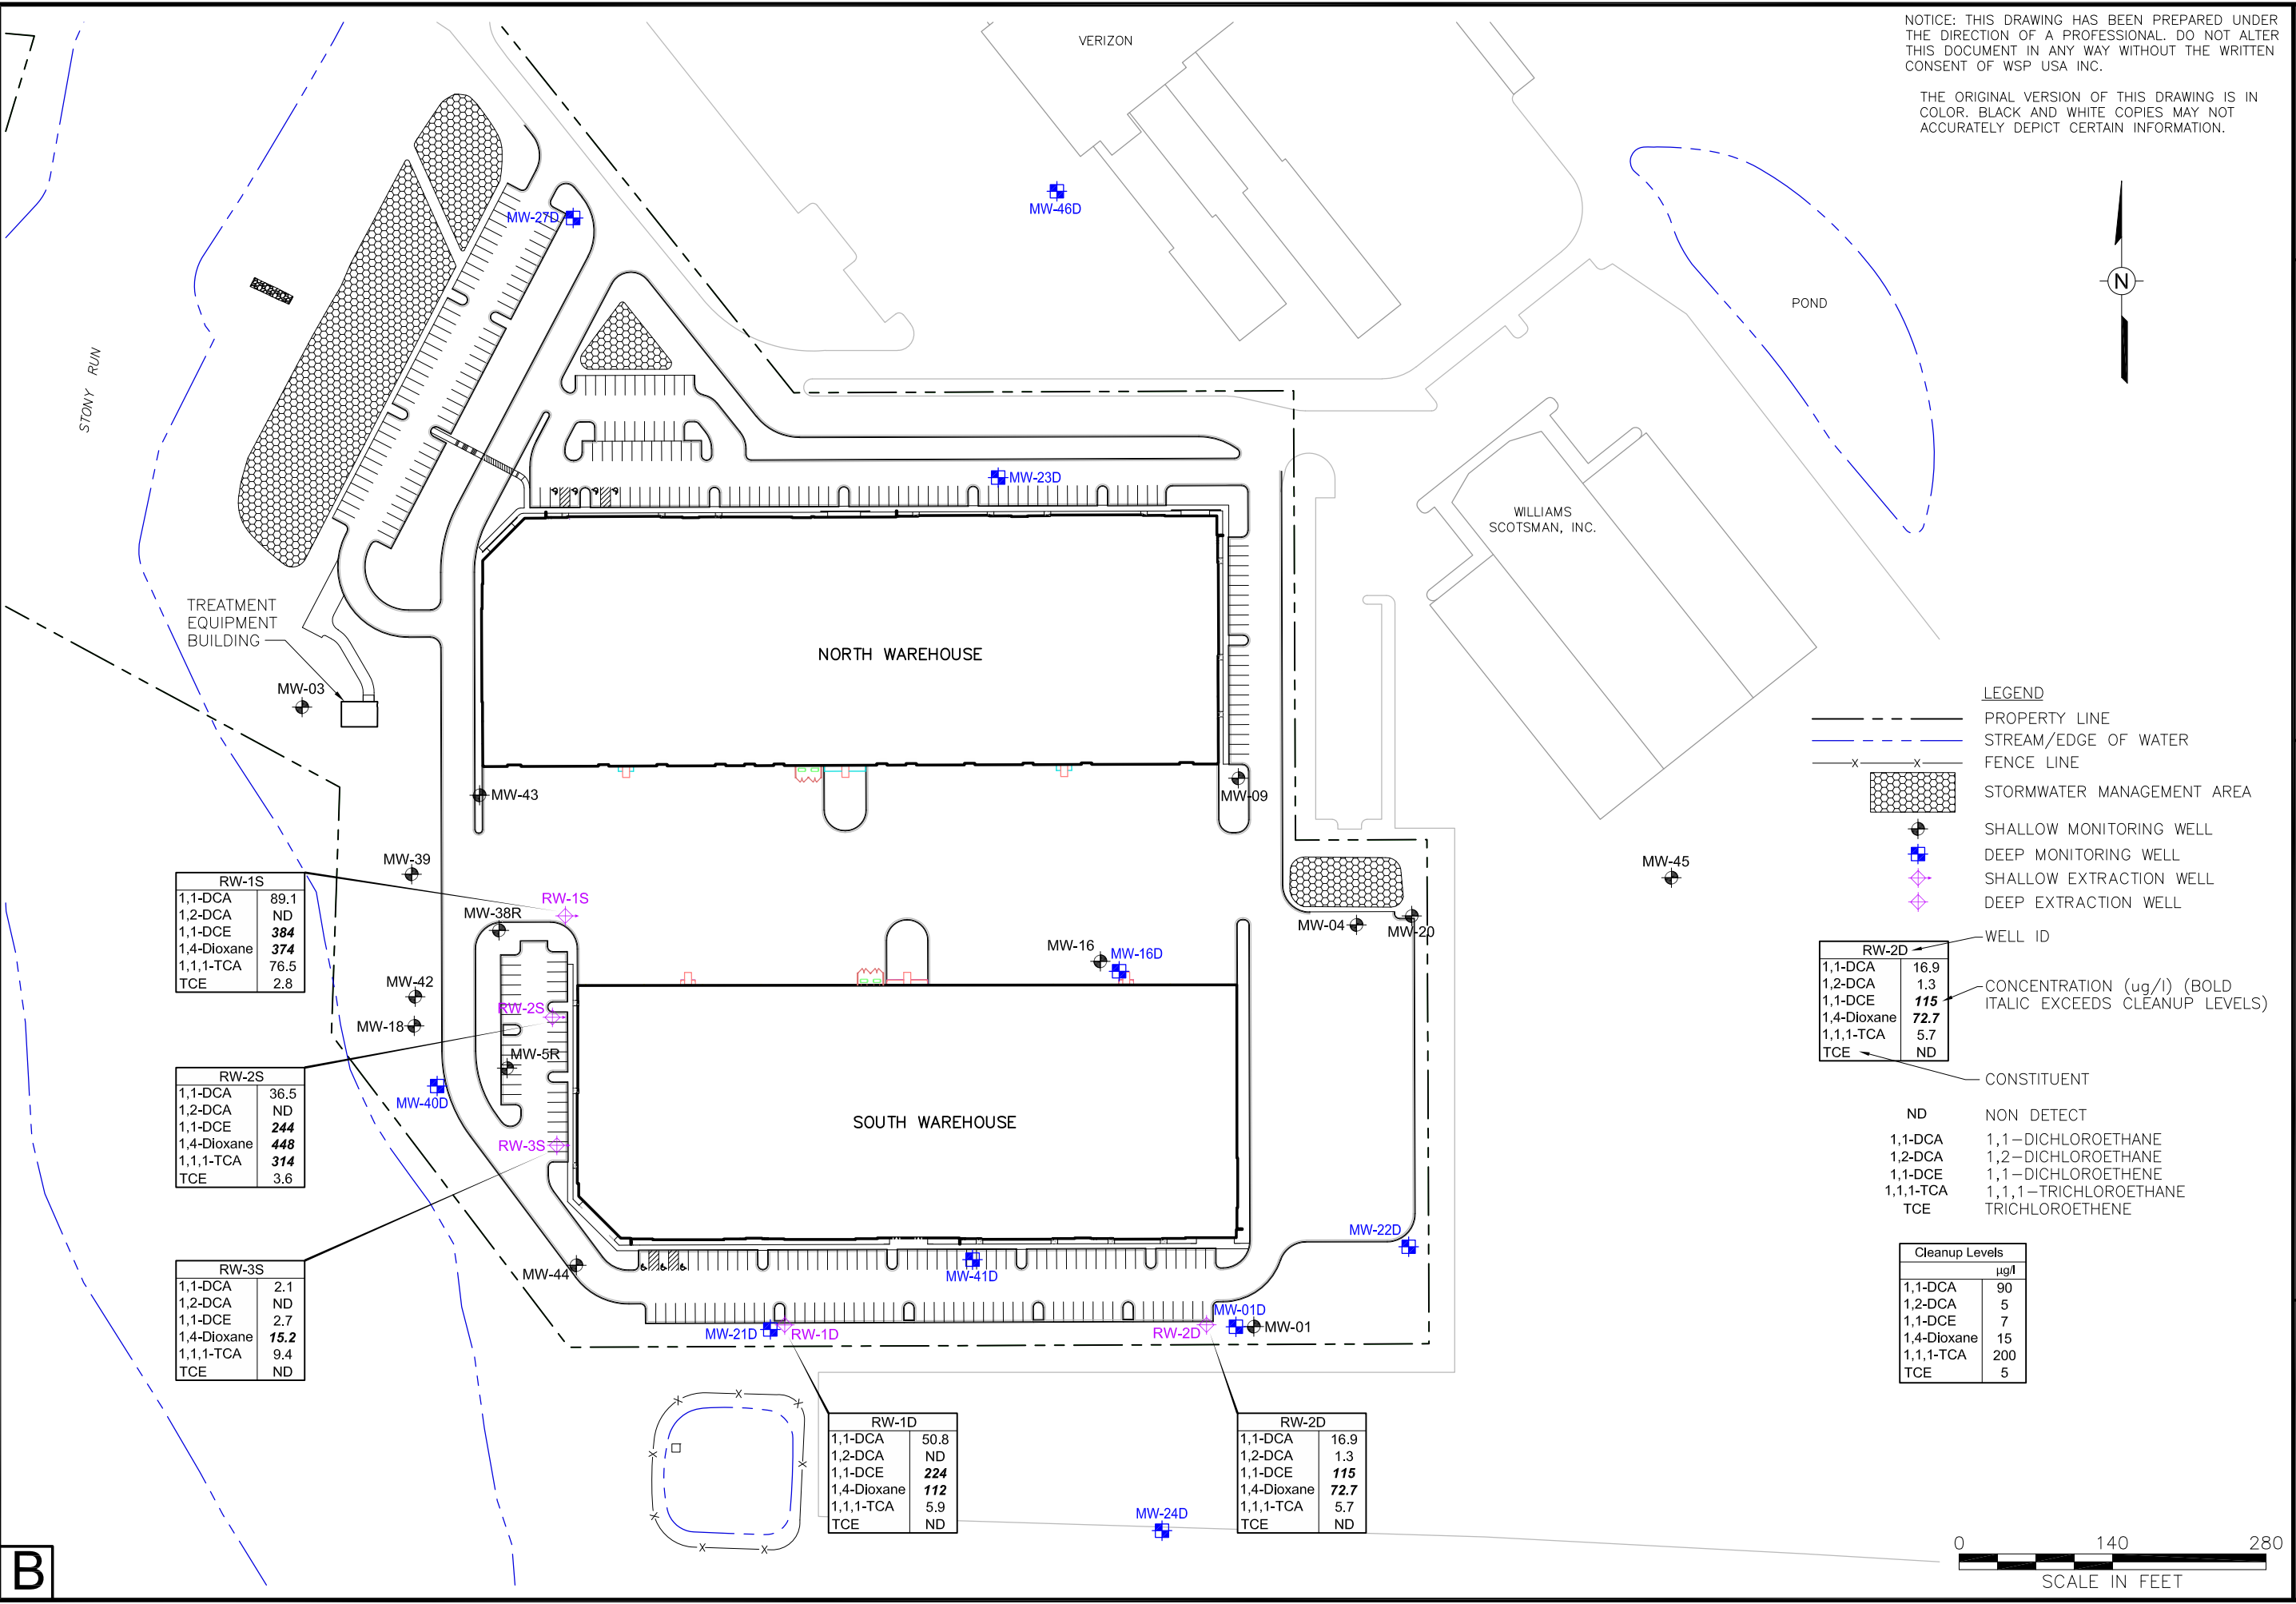 NOTICE: THIS DRAWING HAS BEEN PREPARED UNDER
THE DIRECTION OF A PROFESSIONAL. DO NOT ALTER
THIS DOCUMENT IN ANY WAY WITHOUT THE WRITTEN
CONSENT OF WSP USA INC.
THE ORIGINAL VERSION OF THIS DRAWING IS IN
COLOR. BLACK AND WHITE COPIES MAY NOT
ACCURATELY DEPICT CERTAIN INFORMATION.
VERIZON
MW-46D
MW-27D
N
POND
STONY RUN
MW-23D
WILLIAMS
SCOTSMAN, INC.
TREATMENT
EQUIPMENT
BUILDING
NORTH WAREHOUSE
MW-03
MW-43
MW-09
MW-39
MW-45
RW-1S
MW-38R
MW-04
MW-20
MW-16
MW-16D
MW-42
RW-2S
MW-18
MW-5R
MW-40D
SOUTH WAREHOUSE
RW-3S
MW-22D
MW-44
MW-41D
MW-01D
MW-21D
RW-1D
RW-2D
MW-01
MW-24D
RW-1S
1,1-DCA 89.1
1,2-DCA ND
1,1-DCE 384
1,4-Dioxane 374
1,1,1-TCA 76.5
TCE 2.8
RW-2S
1,1-DCA 36.5
1,2-DCA ND
1,1-DCE 244
1,4-Dioxane 448
1,1,1-TCA 314
TCE 3.6
RW-3S
1,1-DCA 2.1
1,2-DCA ND
1,1-DCE 2.7
1,4-Dioxane 15.2
1,1,1-TCA 9.4
TCE ND
RW-1D
1,1-DCA 50.8
1,2-DCA ND
1,1-DCE 224
1,4-Dioxane 112
1,1,1-TCA 5.9
TCE ND
RW-2D
1,1-DCA 16.9
1,2-DCA 1.3
1,1-DCE 115
1,4-Dioxane 72.7
1,1,1-TCA 5.7
TCE ND
LEGEND
PROPERTY LINE
STREAM/EDGE OF WATER
X X FENCE LINE
STORMWATER MANAGEMENT AREA
SHALLOW MONITORING WELL
DEEP MONITORING WELL
SHALLOW EXTRACTION WELL
DEEP EXTRACTION WELL
WELL ID
RW-2D
1,1-DCA 16.9
1,2-DCA 1.3
1,1-DCE 115
1,4-Dioxane 72.7
1,1,1-TCA 5.7
TCE ND
CONCENTRATION (ug/l) (BOLD
ITALIC EXCEEDS CLEANUP LEVELS)
CONSTITUENT
ND NON DETECT
1,1-DCA 1,1-DICHLOROETHANE
1,2-DCA 1,2-DICHLOROETHANE
1,1-DCE 1,1-DICHLOROETHENE
1,1,1-TCA 1,1,1-TRICHLOROETHANE
TCE TRICHLOROETHENE
Cleanup Levels
µg/l
1,1-DCA 90
1,2-DCA 5
1,1-DCE 7
1,4-Dioxane 15
1,1,1-TCA 200
TCE 5
X X X X X X X X
B
0 140 280
SCALE IN FEET